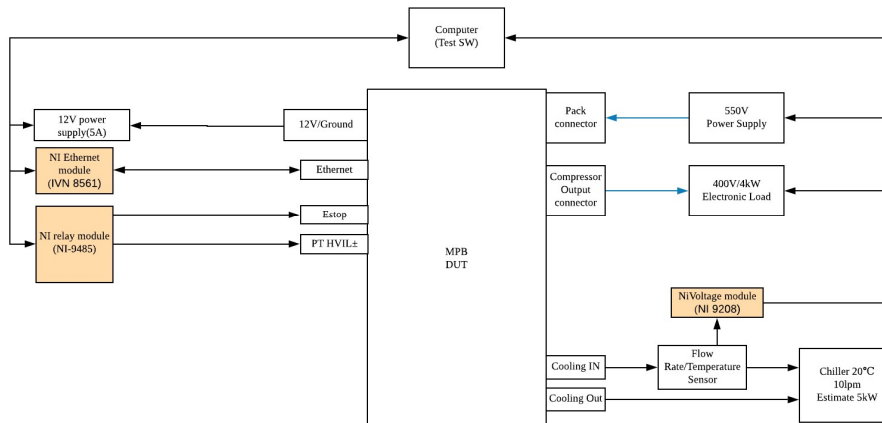 Computer
(Test SW)
12V power
supply(5A)
12V/Ground
NI Ethernet
module
(IVN 8561)
Ethernet
NI relay module
(NI-9485)
Estop
PT HVIL±
MPB
DUT
Pack
connector
550V
Power Supply
Compressor
Output
connector
400V/4kW
Electronic Load
NiVoltage module
(NI 9208)
Cooling IN
Flow
Rate/Temperature
Sensor
Cooling Out
Chiller 20℃
10lpm
Estimate 5kW